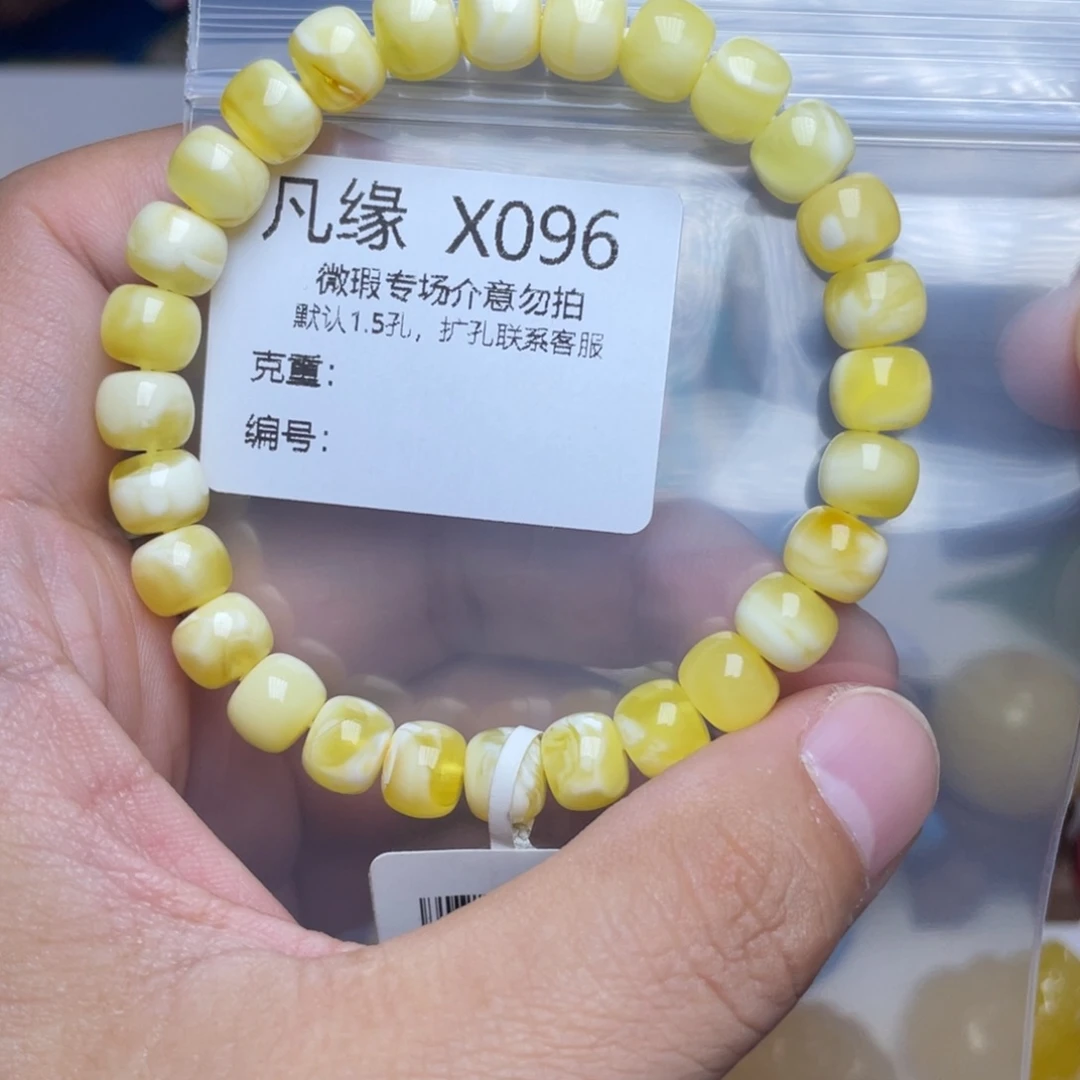 凡缘 X096
微瑕专场介意勿拍
默认1.5孔，扩孔联系客服
克重：
编号：